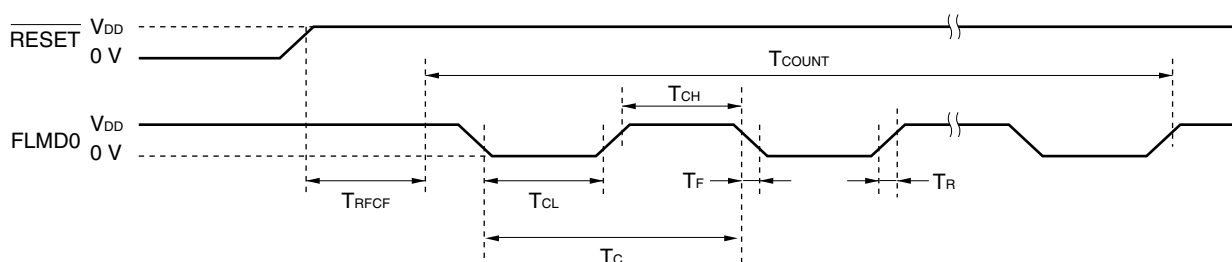 RESET VDD
0 V
TCOUNT
TCH
FLMD0 VDD
0 V
TRFCF TCL TF TR
TC